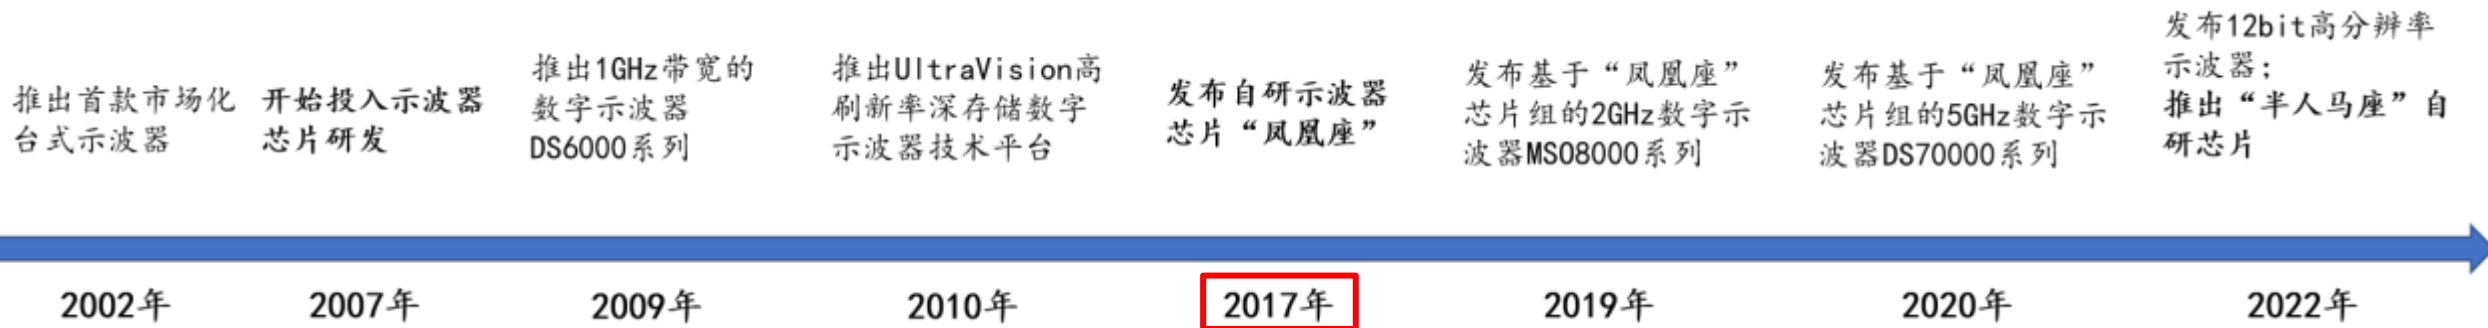 推出首款市场化
台式示波器
开始投入示波器
芯片研发
推出1GHz带宽的
数字示波器
DS6000系列
推出UltraVision高
刷新率深存储数字
示波器技术平台
发布自研示波器
芯片“凤凰座”
发布基于“凤凰座”
芯片组的2GHz数字示
波器MSO8000系列
发布基于“凤凰座”
芯片组的5GHz数字示
波器DS70000系列
发布12bit高分辨率
示波器;
推出“半人马座”自
研芯片
2002年
2007年
2009年
2010年
2017年
2019年
2020年
2022年